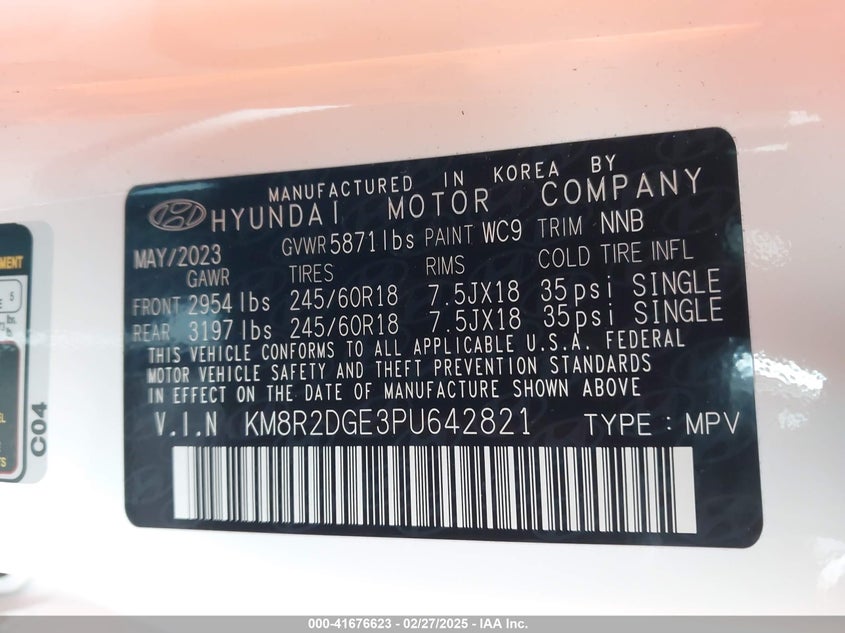 MANUFACTURED IN KOREA BY
HYUNDAI MOTOR COMPANY
MAY/2023 GVWR 5871lbs PAINT WC9 TRIM NNB
GAWR TIRES RIMS COLD TIRE INFL
FRONT 2954 lbs 245/60R18 7.5JX18 35psi SINGLE
REAR 3197 lbs 245/60R18 7.5JX18 35psi SINGLE
THIS VEHICLE CONFORMS TO ALL APPLICABLE U.S.A. FEDERAL
MOTOR VEHICLE SAFETY AND THEFT PREVENTION STANDARDS
IN EFFECT ON THE DATE OF MANUFACTURE SHOWN ABOVE
V.I.N KM8R2DGE3PU642821 TYPE : MPV
5
C04
000-41676623 - 02/27/2025 - IAA Inc.